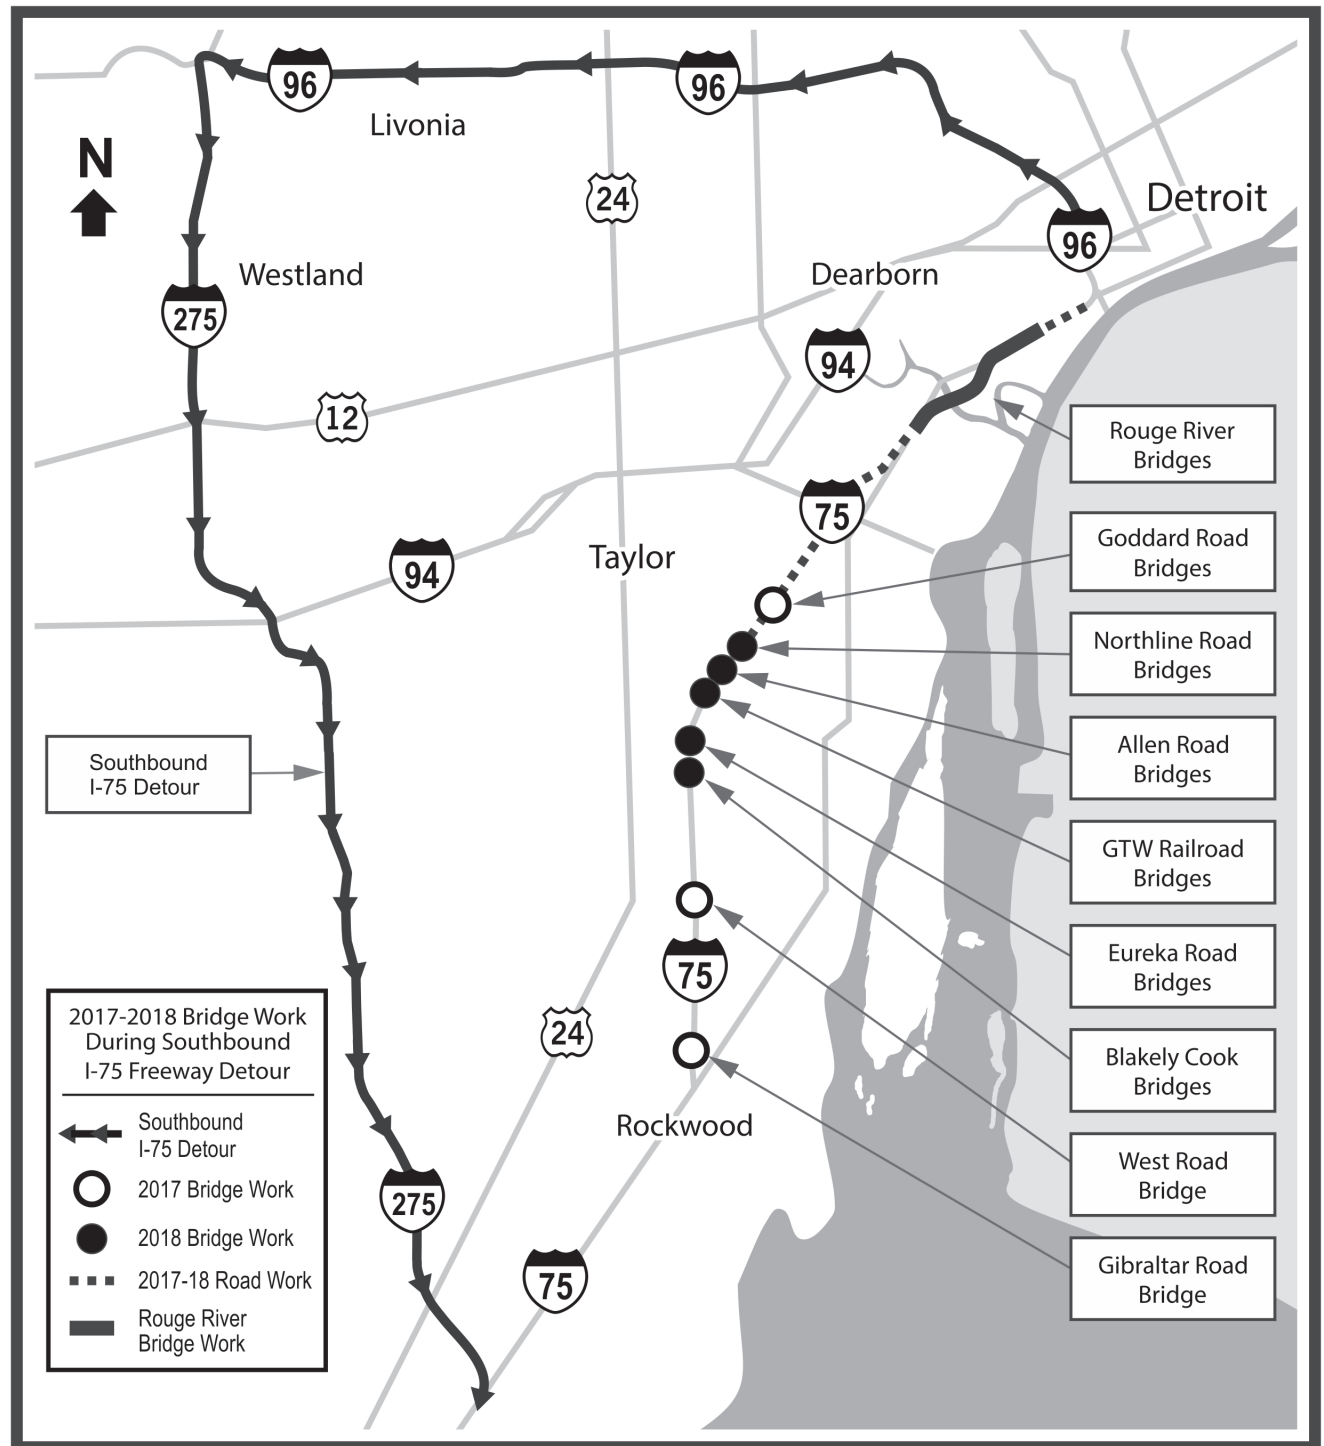 96
96
Livonia
N
24
Detroit
96
Westland
Dearborn
275
94
12
Rouge River
Bridges
75
Goddard Road
Bridges
Taylor
94
Northline Road
Bridges
Allen Road
Bridges
Southbound
I-75 Detour
GTW Railroad
Bridges
Eureka Road
Bridges
75
Blakely Cook
Bridges
24
West Road
Bridge
Rockwood
Gibraltar Road
Bridge
275
75
2017-2018 Bridge Work
During Southbound
I-75 Freeway Detour
Southbound
I-75 Detour
2017 Bridge Work
2018 Bridge Work
2017-18 Road Work
Rouge River
Bridge Work